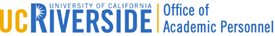 UNIVERSITY OF CALIFORNIA
UCRIVERSIDE
Office of
Academic Personnel